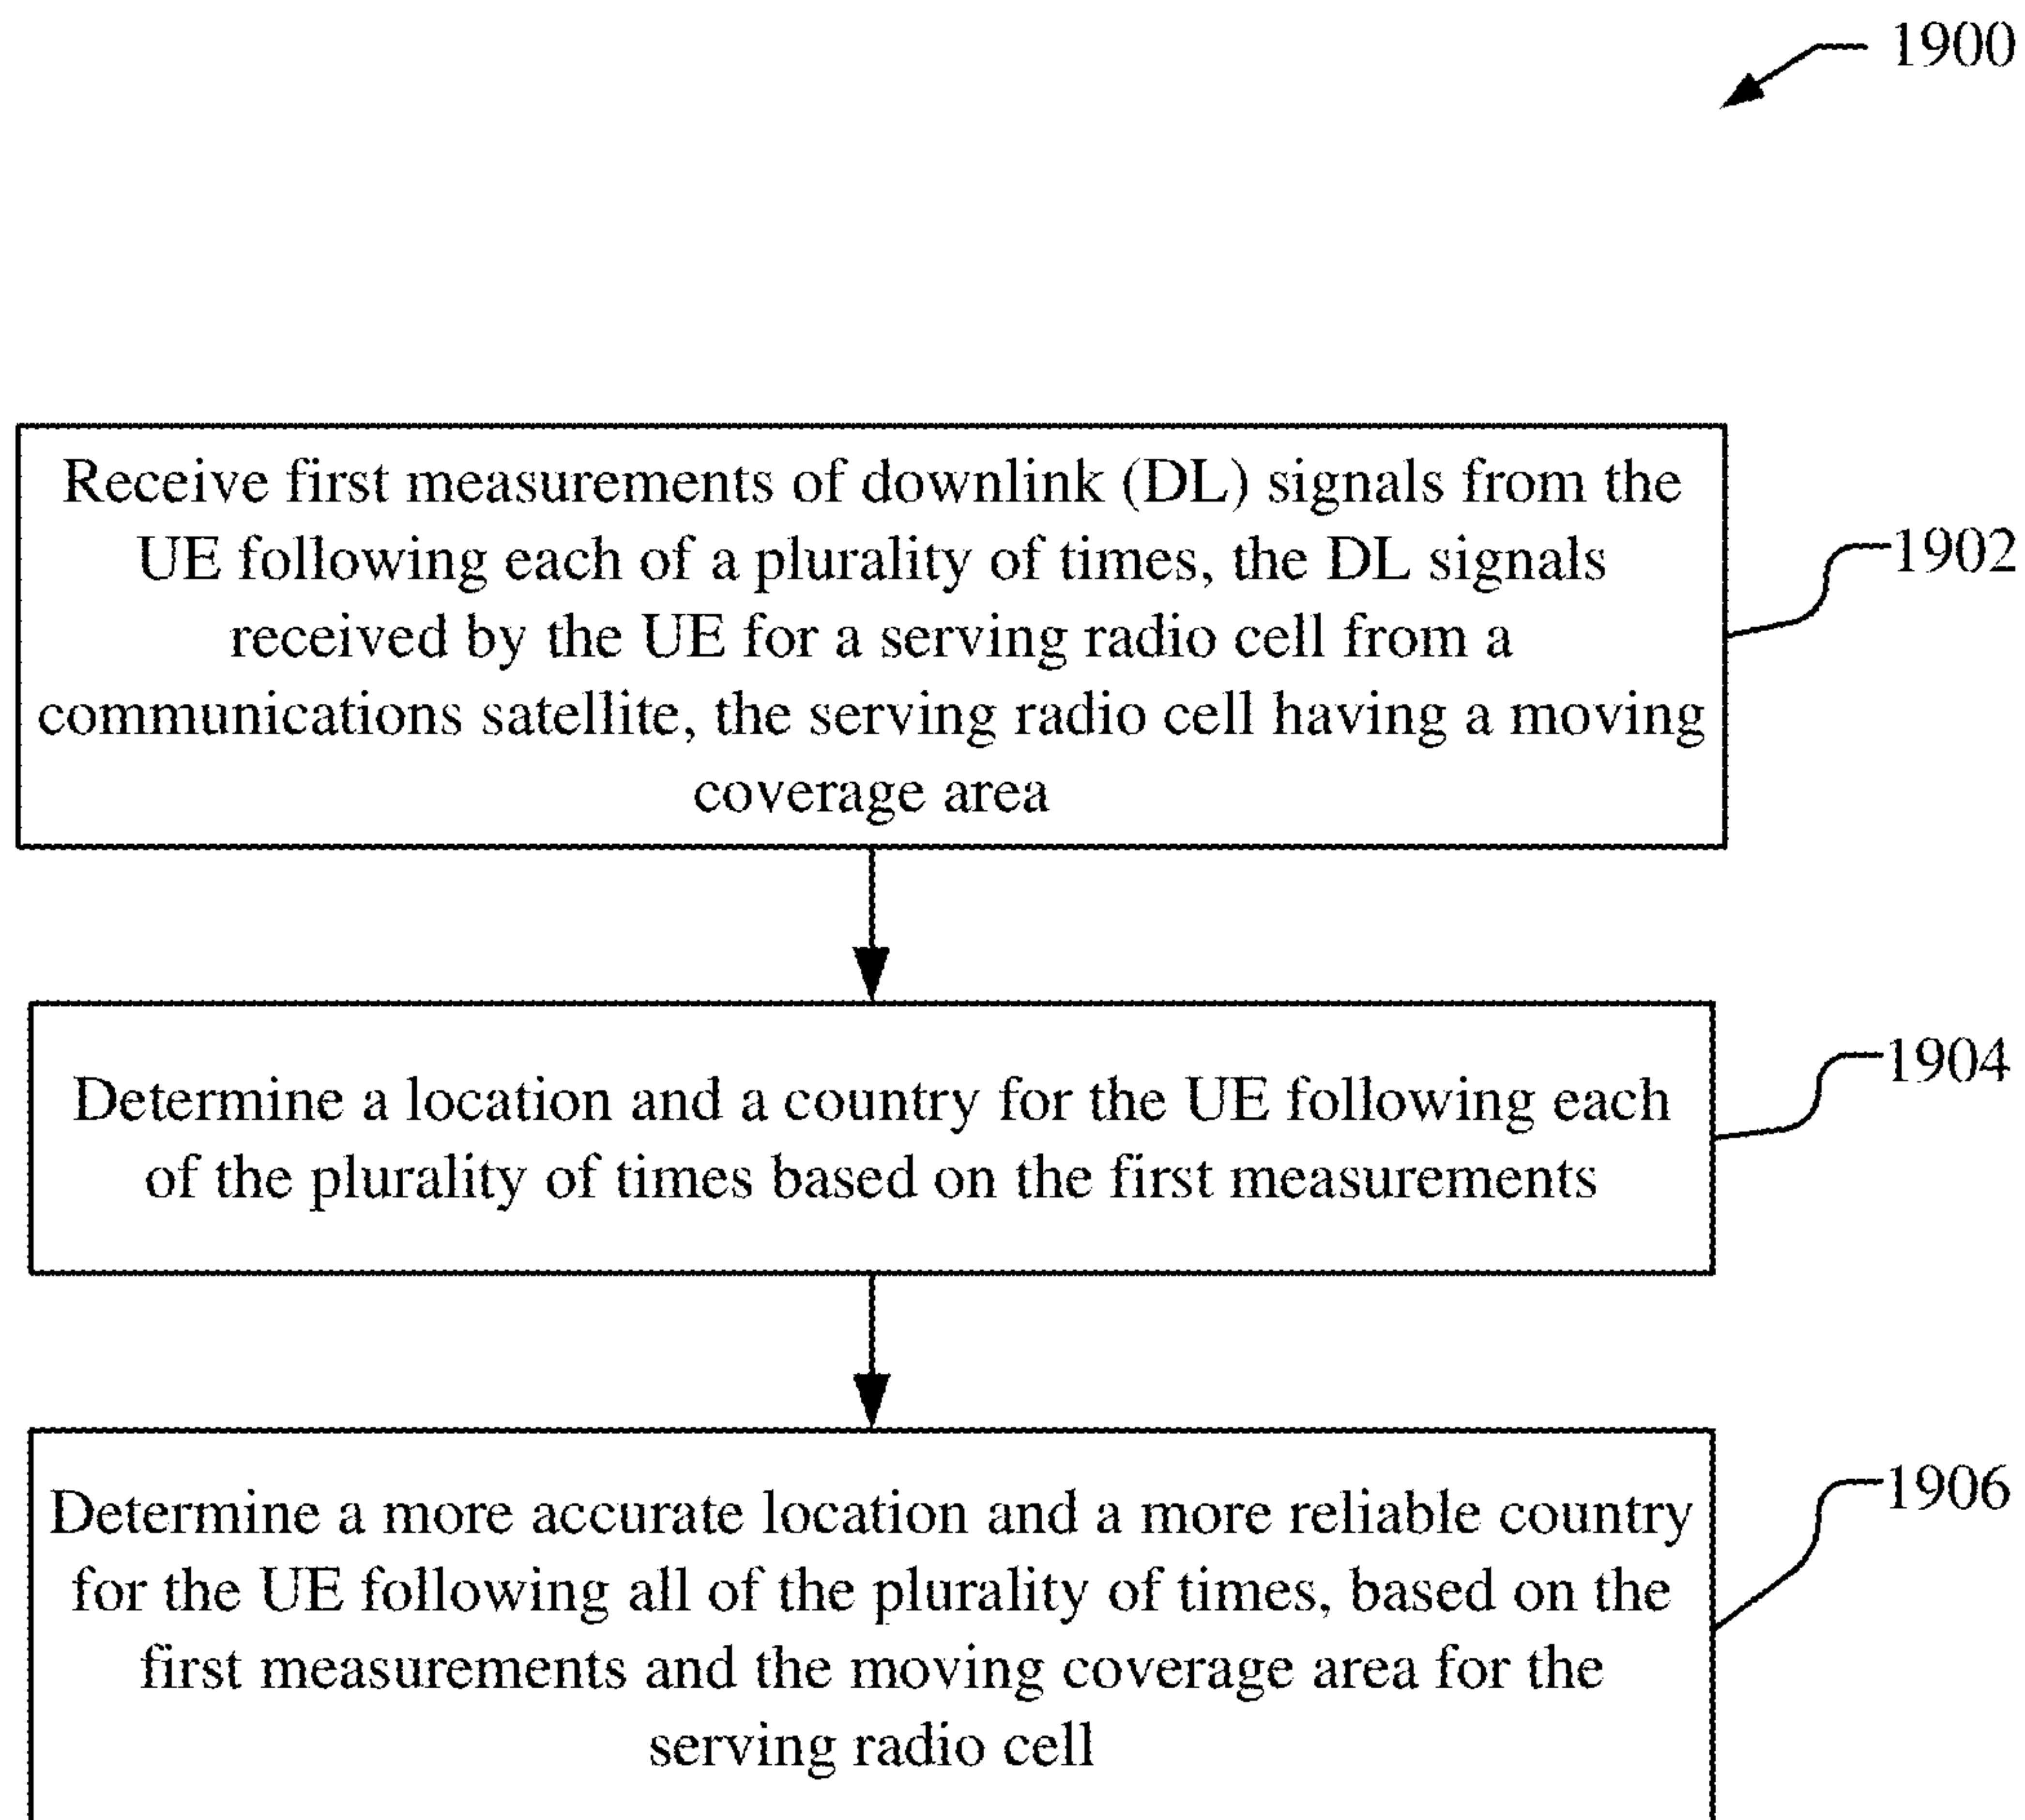 1900
Receive first measurements of downlink (DL) signals from the
UE following each of a plurality of times, the DL signals
received by the UE for a serving radio cell from a
communications satellite, the serving radio cell having a moving
coverage area
1902
Determine a location and a country for the UE following each
of the plurality of times based on the first measurements
1904
Determine a more accurate location and a more reliable country
for the UE following all of the plurality of times, based on the
first measurements and the moving coverage area for the
serving radio cell
1906